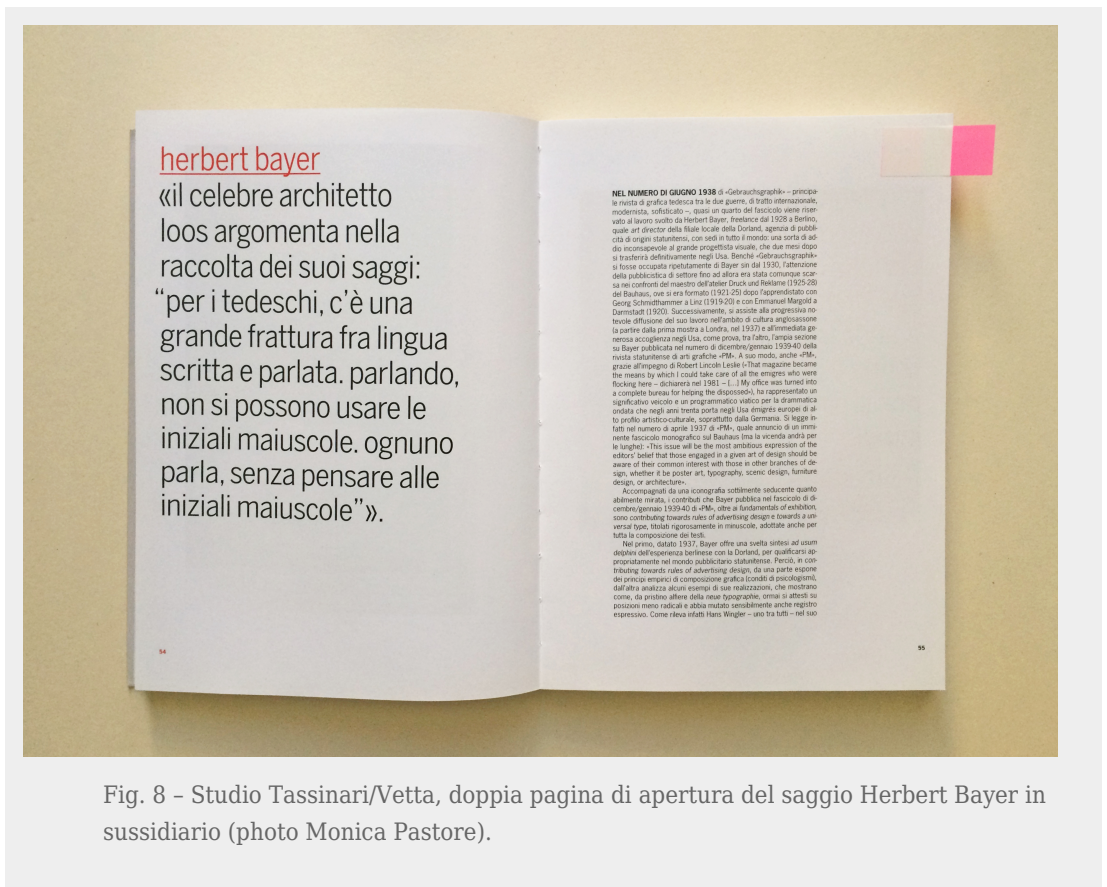 herbert bayer
«il celebre architetto
loos argomenta nella
raccolta dei suoi saggi:
“per i tedeschi, c’è una
grande frattura fra lingua
scritta e parlata. parlando,
non si possono usare le
iniziali maiuscole. ognuno
parla, senza pensare alle
iniziali maiuscole”».
54
NEL NUMERO DI GIUGNO 1938 di «Gebrauchsgraphik» – principa-
le rivista di grafica tedesca tra le due guerre, di tratto internazionale,
modernista, sofisticato –, quasi un quarto del fascicolo viene riser-
vato al lavoro svolto da Herbert Bayer, freelance dal 1928 a Berlino,
quale art director della filiale locale della Dorland, agenzia di pubbli-
cità di origini statunitensi, con sedi in tutto il mondo: una sorta di ad-
dio inconsapevole al grande progettista visuale, che due mesi dopo
si trasferirà definitivamente negli Usa. Benché «Gebrauchsgraphik»
si fosse occupata ripetutamente di Bayer sin dal 1930, l’attenzione
della pubblicistica di settore fino ad allora era stata comunque scar-
sa nei confronti del maestro dell’atelier Druck und Reklame (1925-28)
del Bauhaus, ove si era formato (1921-25) dopo l’apprendistato con
Georg Schmidthammer a Linz (1919-20) e con Emmanuel Margold a
Darmstadt (1920). Successivamente, si assiste alla progressiva no-
tevole diffusione del suo lavoro nell’ambito di cultura anglosassone
(a partire dalla prima mostra a Londra, nel 1937) e all’immediata ge-
nerosa accoglienza negli Usa, come prova, tra l’altro, l’ampia sezione
su Bayer pubblicata nel numero di dicembre/gennaio 1939-40 della
rivista statunitense di arti grafiche «PM». A suo modo, anche «PM»,
grazie all’impegno di Robert Lincoln Leslie («That magazine became
the means by which I could take care of all the emigres who were
flocking here – dichiarerà nel 1981 – […] My office was turned into
a complete bureau for helping the dispossed»), ha rappresentato un
significativo veicolo e un programmatico viatico per la drammatica
ondata che negli anni trenta porta negli Usa émigrés europei di al-
to profilo artistico-culturale, soprattutto dalla Germania. Si legge in-
fatti nel numero di aprile 1937 di «PM», quale annuncio di un immi-
nente fascicolo monografico sul Bauhaus (ma la vicenda andrà per
le lunghe): «This issue will be the most ambitious expression of the
editors’ belief that those engaged in a given art of design should be
aware of their common interest with those in other branches of de-
sign, whether it be poster art, typography, scenic design, furniture
design, or architecture».
Accompagnati da una iconografia sottilmente seducente quanto
abilmente mirata, i contributi che Bayer pubblica nel fascicolo di di-
cembre/gennaio 1939-40 di «PM», oltre ai fundamentals of exhibition,
sono contributing towards rules of advertising design e towards a uni-
versal type, titolati rigorosamente in minuscole, adottate anche per
tutta la composizione dei testi.
Nel primo, datato 1937, Bayer offre una svelta sintesi ad usum
delphini dell’esperienza berlinese con la Dorland, per qualificarsi ap-
propriatamente nel mondo pubblicitario statunitense. Perciò, in con-
tributing towards rules of advertising design, da una parte espone
dei principi empirici di composizione grafica (conditi di psicologismi),
dall’altra analizza alcuni esempi di sue realizzazioni, che mostrano
come, da pristino alfiere della neue typographie, ormai si attesti su
posizioni meno radicali e abbia mutato sensibilmente anche registro
espressivo. Come rileva infatti Hans Wingler – uno tra tutti – nel suo
55
Fig. 8 – Studio Tassinari/Vetta, doppia pagina di apertura del saggio Herbert Bayer in
sussidiario (photo Monica Pastore).